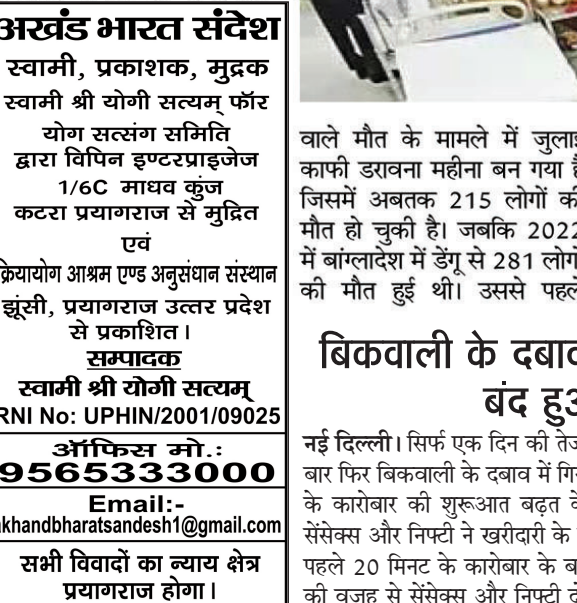 अखंड भारत संदेश
स्वामी, प्रकाशक, मुद्रक
स्वामी श्री योगी सत्यम् फॉर
योग सत्संग समिति
द्वारा विपिन इण्टरप्राइजेज
1/6C माधव कुंज
कटरा प्रयागराज से मुद्रित
एवं
क्रियायोग आश्रम एण्ड अनुसंधान संस्थान
झूंसी, प्रयागराज उत्तर प्रदेश
से प्रकाशित।
सम्पादक
स्वामी श्री योगी सत्यम्
RNI No: UPHIN/2001/09025
ऑफिस मो.:
9565333000
Email:-
akhandbharatsandesh1@gmail.com
सभी विवादों का न्याय क्षेत्र
प्रयागराज होगा।
वाले मौत के मामले में जुलाई
काफी डरावना महीना बन गया है
जिसमें अबतक 215 लोगों की
मौत हो चुकी है। जबकि 2022
में बांग्लादेश में डेंगू से 281 लोगों
की मौत हुई थी। उससे पहले
बिकवाली के दबाव
बंद हुआ
नई दिल्ली। सिर्फ एक दिन की
बार फिर बिकवाली के दबाव में
के कारोबार की शुरूआत बढ़त के
सेंसेक्स और निफ्टी ने खरीदारी के
पहले 20 मिनट के कारोबार के
की वजह से सेंसेक्स और निफ्टी